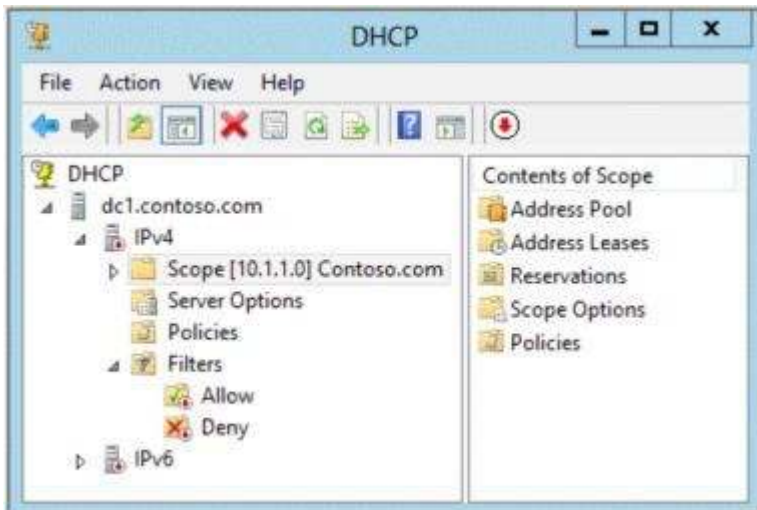 DHCP
File Action View Help
DHCP
dc1.contoso.com
IPv4
Scope [10.1.1.0] Contoso.com
Server Options
Policies
Filters
Allow
Deny
IPv6
Contents of Scope
Address Pool
Address Leases
Reservations
Scope Options
Policies